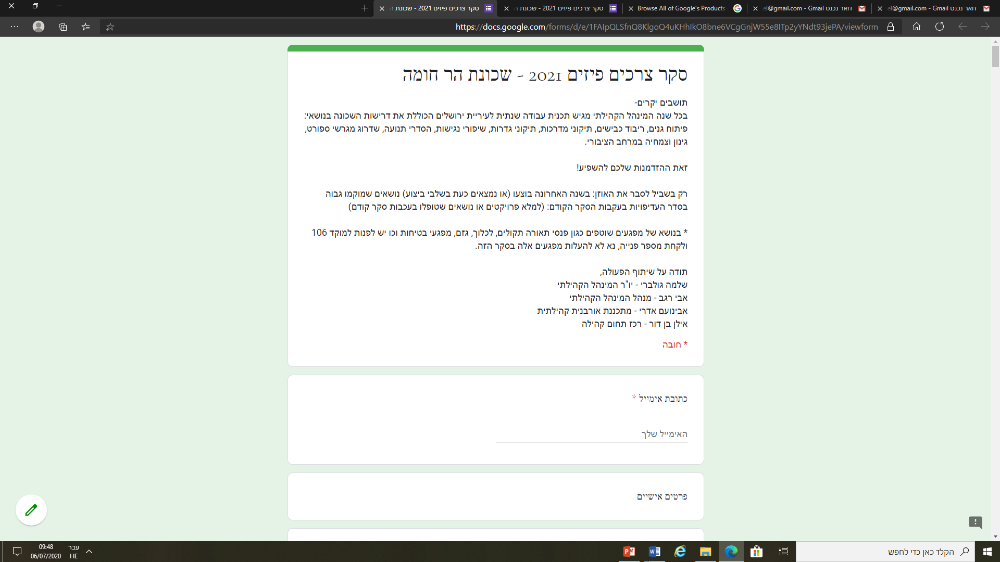 סקר צרכים פיזים 2021 - שכונת ה
סקר צרכים פיזים 2021 - שכונת ה
Browse All of Google's Products
דואר נכנס el@gmail.com - Gmail
דואר נכנס el@gmail.com - Gmail
https://docs.google.com/forms/d/e/1FAIpQLSfnQ8KlgoQ4uKHhIkO8bne6VCgGnjW55e8ITp2yYNdt93jePA/viewform
סקר צרכים פיזים 2021 - שכונת הר חומה
תושבים יקרים-
בכל שנה המינהל הקהילתי מגיש תכנית עבודה שנתית לעיריית ירושלים הכוללת את דרישות השכונה בנושאי:
פיתוח גנים, ריבוד כבישים, תיקוני מדרכות, תיקוני גדרות, שיפורי נגישות, הסדרי תנועה, שדרוג מגרשי ספורט,
גינון וצמחיה במרחב הציבורי.
זאת ההזדמנות שלכם להשפיע!
רק בשביל לסבר את האוזן: בשנה האחרונה בוצעו (או נמצאים כעת בשלבי ביצוע) נושאים שמוקמו גבוה
בסדר העדיפויות בעקבות הסקר הקודם: (למלא פרויקטים או נושאים שטופלו בעכבות סקר קודם)
* בנושא של מפגעים שוטפים כגון פנסי תאורה תקולים, לכלוך, גזם, מפגעי בטיחות וכו יש לפנות למוקד 106
ולקחת מספר פנייה, נא לא להעלות מפגעים אלה בסקר הזה.
תודה על שיתוף הפעולה,
שלמה גולברי - יו"ר המינהל הקהילתי
אבי רגב - מנהל המינהל הקהילתי
אבינועם אדרי - מתכננת אורבנית קהילתית
אילן בן דור - רכז תחום קהילה
* חובה
כתובת אימייל *
האימייל שלך
פרטים אישיים
הקלד כאן כדי לחפש
עבר
HE
09:48
06/07/2020